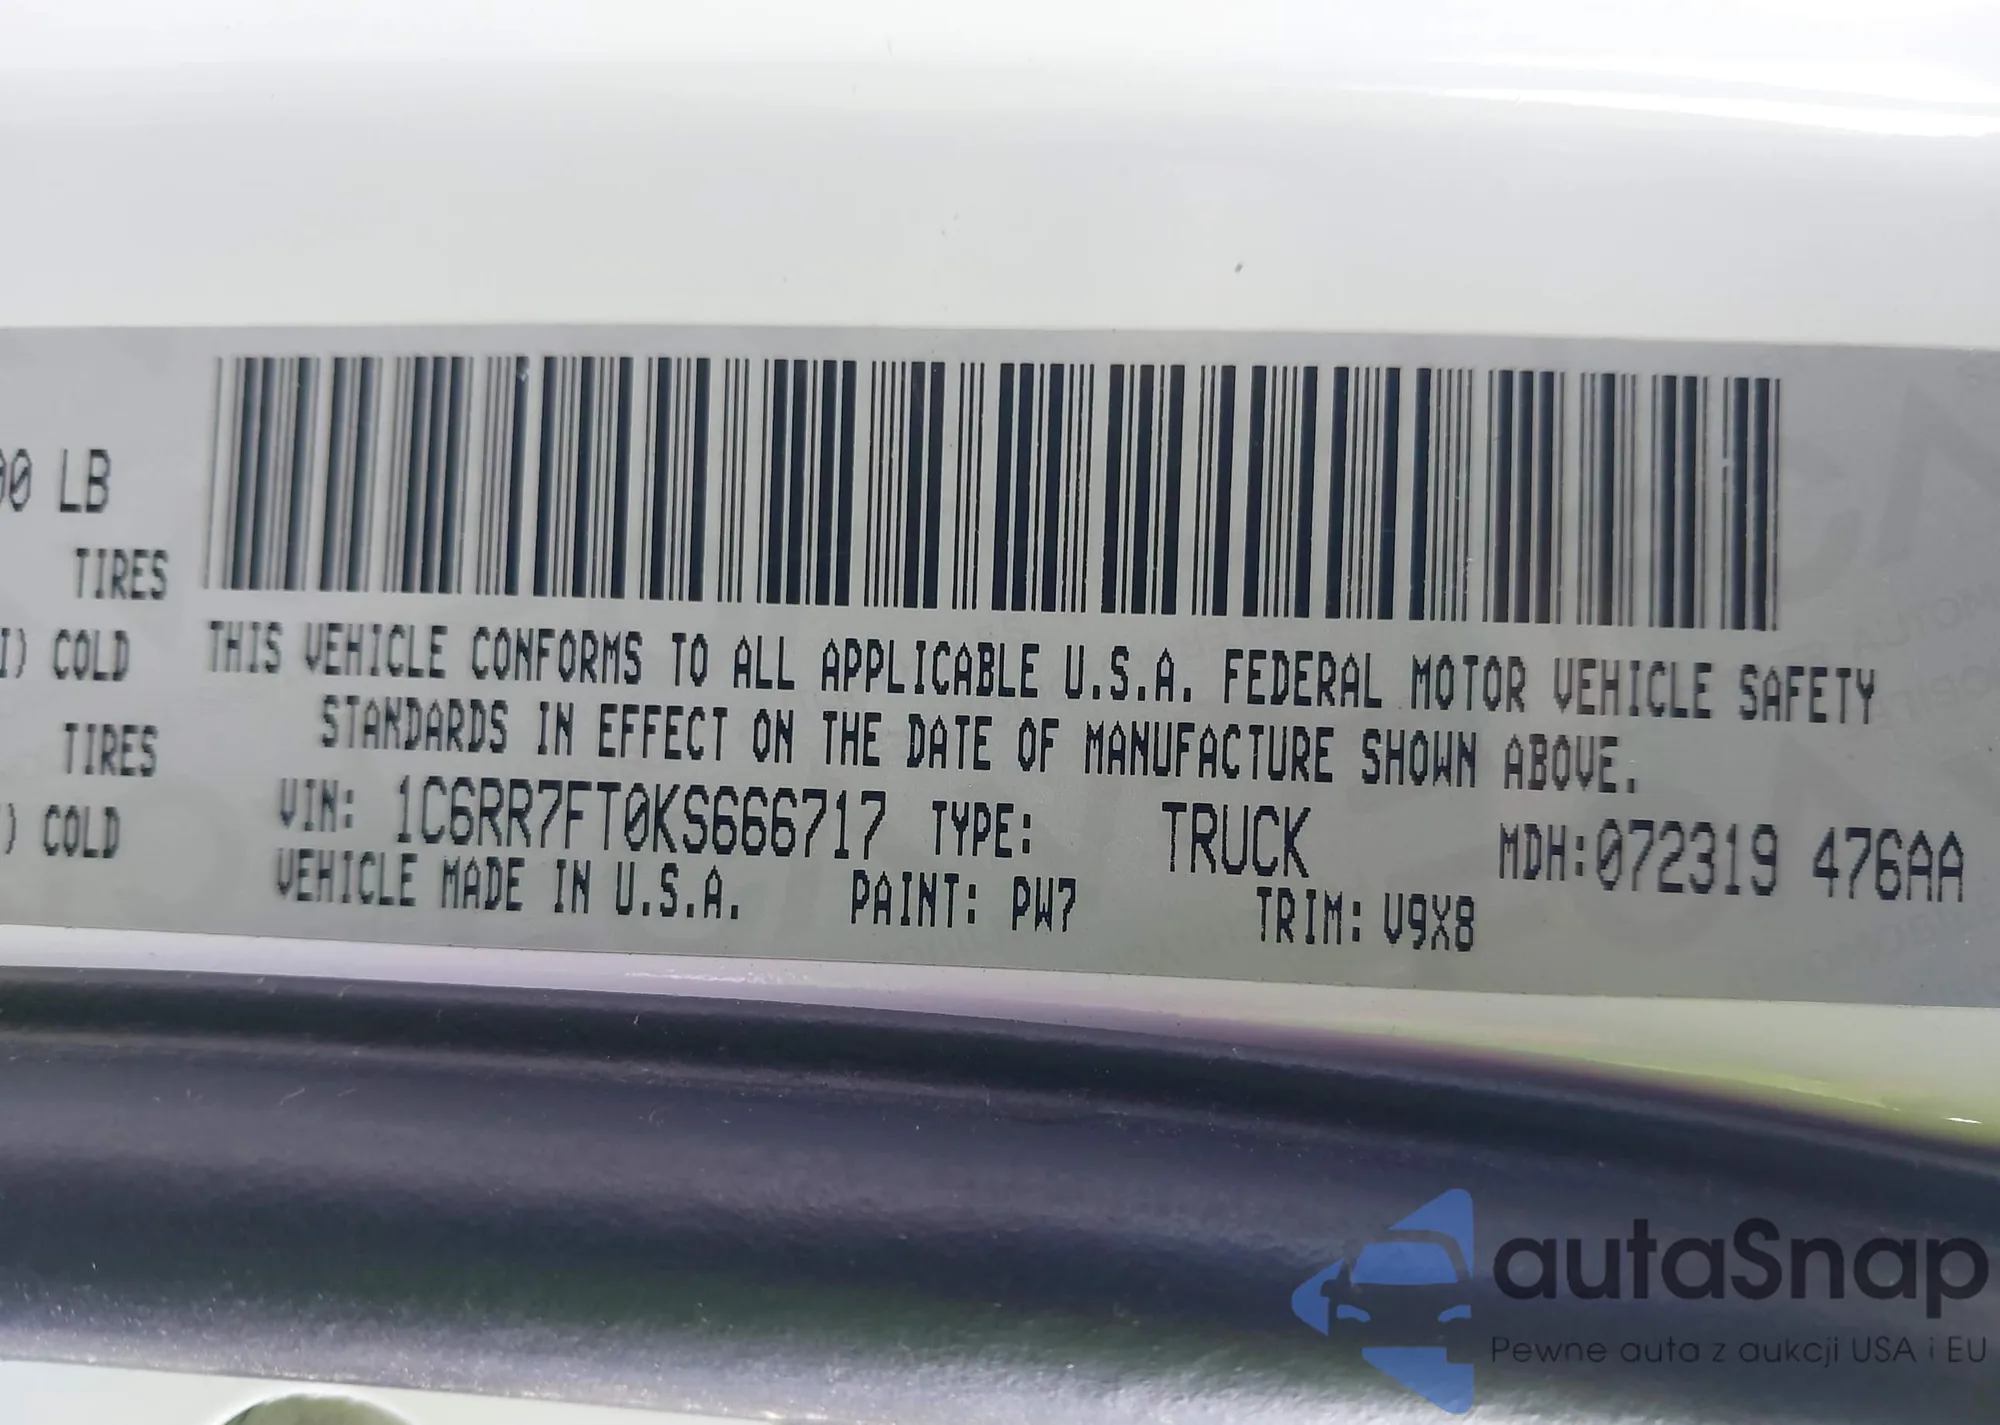 00 LB
TIRES
) COLD
TIRES
) COLD
THIS VEHICLE CONFORMS TO ALL APPLICABLE U.S.A. FEDERAL MOTOR VEHICLE SAFETY
STANDARDS IN EFFECT ON THE DATE OF MANUFACTURE SHOWN ABOVE.
VIN: 1C6RR7FT0KS666717 TYPE: TRUCK MDH:072319 476AA
VEHICLE MADE IN U.S.A. PAINT: PW7 TRIM: V9X8
autaSnap
Pewne auta z aukcji USA i EU